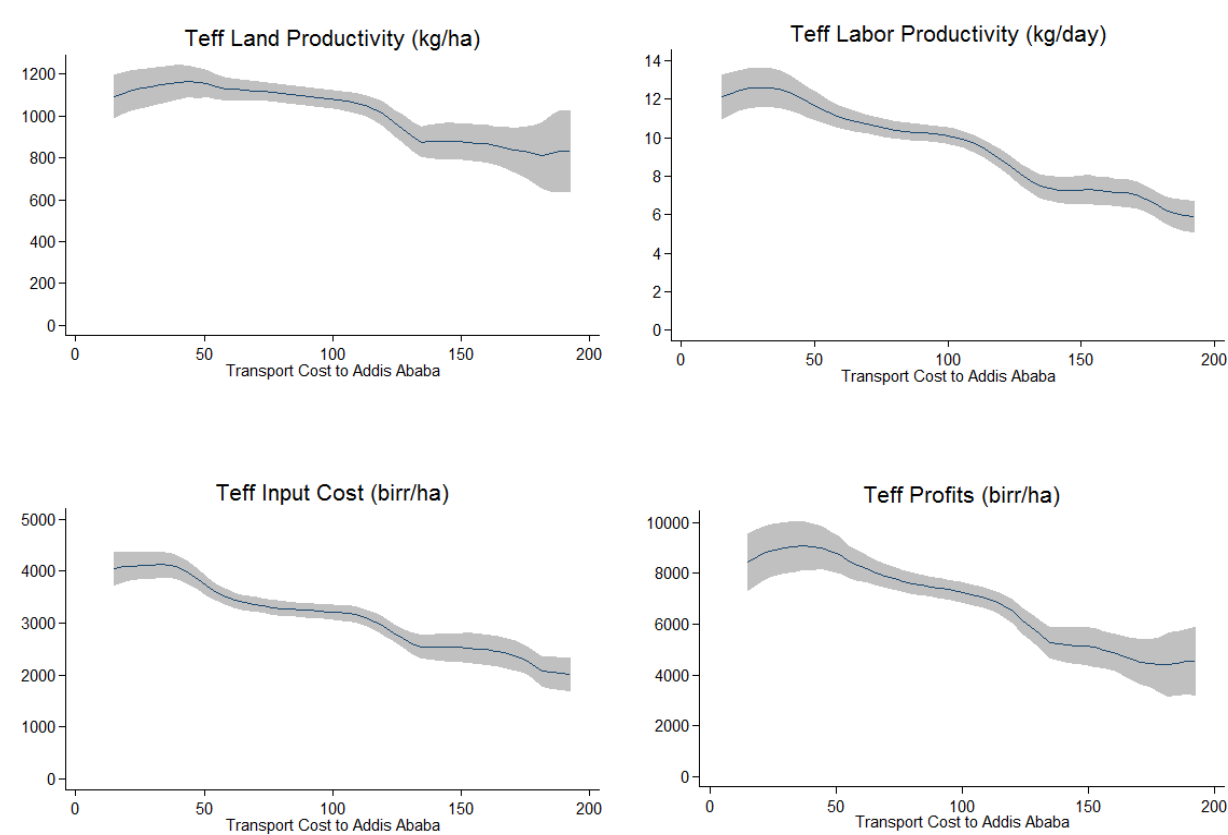 Teff Land Productivity (kg/ha)
1200
1000
800
600
400
200
0
0 50 100 150 200
Transport Cost to Addis Ababa
Teff Labor Productivity (kg/day)
14
12
10
8
6
4
2
0
0 50 100 150 200
Transport Cost to Addis Ababa
Teff Input Cost (birr/ha)
5000
4000
3000
2000
1000
0
0 50 100 150 200
Transport Cost to Addis Ababa
Teff Profits (birr/ha)
10000
8000
6000
4000
2000
0
0 50 100 150 200
Transport Cost to Addis Ababa